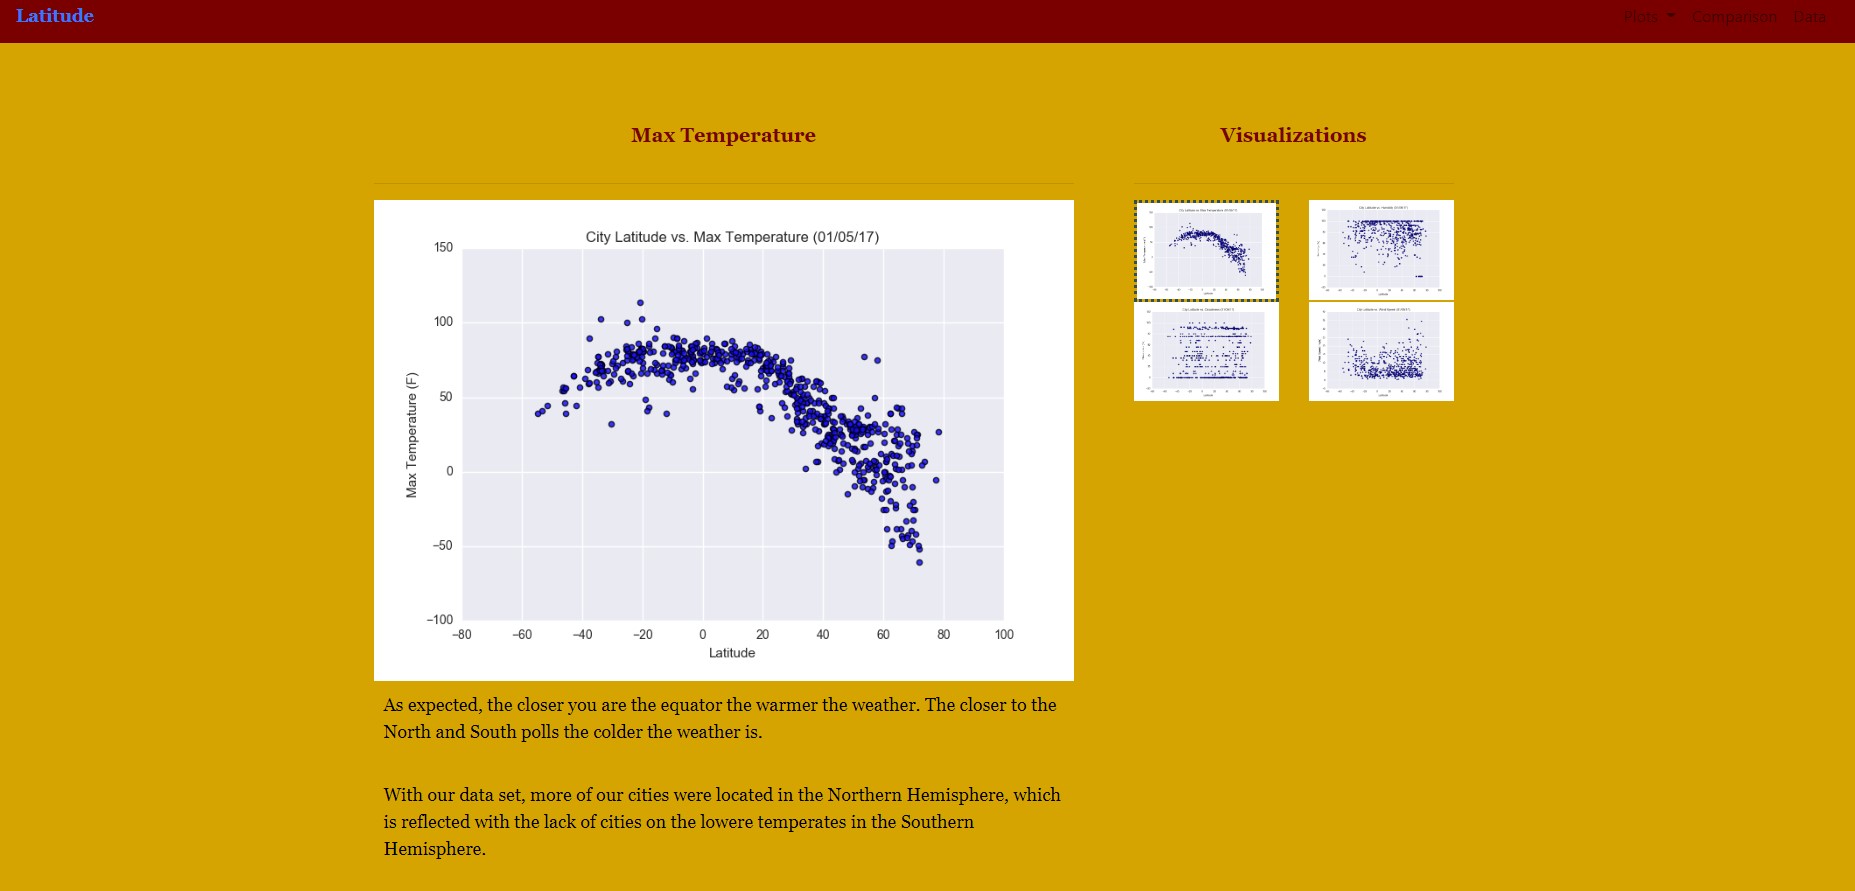 Latitude
Plots Comparison Data
Max Temperature
Visualizations
City Latitude vs. Max Temperature (01/05/17)
150
100
50
0
−50
−100
Max Temperature (F)
−80 −60 −40 −20 0 20 40 60 80 100
Latitude
As expected, the closer you are the equator the warmer the weather. The closer to the
North and South polls the colder the weather is.
With our data set, more of our cities were located in the Northern Hemisphere, which
is reflected with the lack of cities on the lowere temperates in the Southern
Hemisphere.